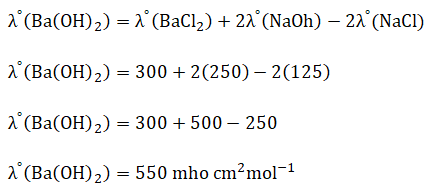 λ°(Ba(OH)₂) = λ°(BaCl₂) + 2λ°(NaOh) − 2λ°(NaCl)
λ°(Ba(OH)₂) = 300 + 2(250) − 2(125)
λ°(Ba(OH)₂) = 300 + 500 − 250
λ°(Ba(OH)₂) = 550 mho cm²mol⁻¹